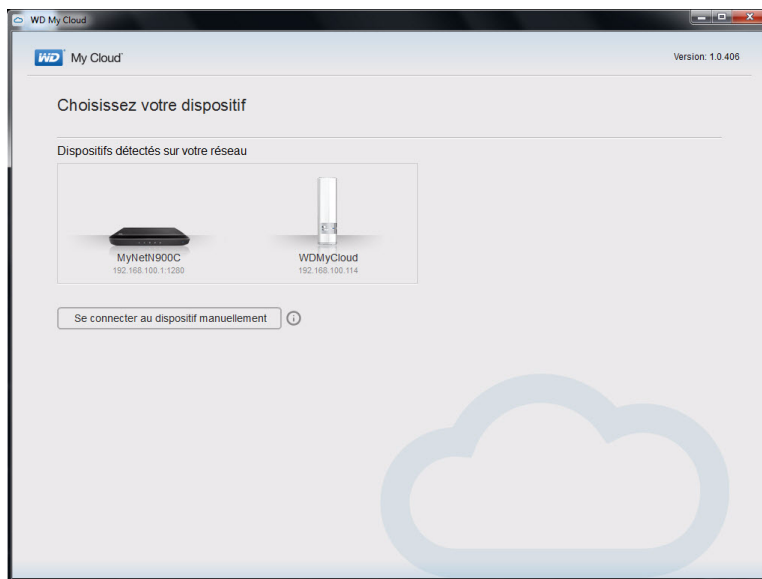 WD My Cloud
WD My Cloud
Version: 1.0.406
Choisissez votre dispositif
Dispositifs détectés sur votre réseau
MyNetN900C
192.168.100.1:1280
WDMyCloud
192.168.100.114
Se connecter au dispositif manuellement